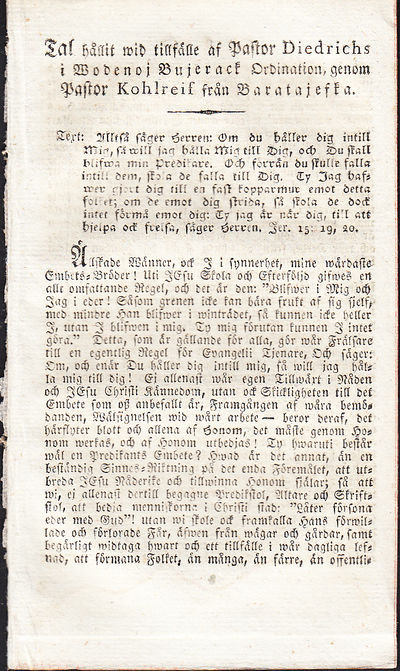 Tal hållit wid tillfälle af Pastor Diedrichs
i Wodenoj Bujerack Ordination, genom
Pastor Kohlreif från Baratajefka.
Text: Altså säger Herren: Om du håller dig intill
Mig, så will jag hålla Mig till Dig, och Du skall
blifwa min Predikare. Och förrän du skulle falla
intill dem, skola de falla till Dig. Ty Jag haf-
wer gjort dig till en fast kopparmur emot detta
folket; om de emot dig strida, så skola de dock
intet förmå emot dig: Ty jag är när dig, till att
hjelpa och frelsa, säger Herren. Jer. 15: 19, 20.
Älskade Wänner, och I i synnerhet, mine wärdaste
Embets-Bröder! Uti JEsu Skola och Efterföljd gifwes en
allt omfattande Regel, och det är den: "Blifwer i Mig och
Jag i eder! Såsom grenen icke kan bära frukt af sig sjelf,
med mindre Han blifwer i winträdet, så kunnen icke heller
J, utan J blifwen i mig. Ty mig förutan kunnen J intet
göra." Detta, som är gällande för alla, gör wår Frälsare
till en egentlig Regel för Evangelii Tjenare, Och säger:
Om, och enär Du håller dig intill mig, så will jag hål-
la mig till dig! Ej allenast wår egen Tillwäxt i Nåden
och JEsu Christi Kännedom, utan och Skickligheten till det
Embete som oss anbefallt är, Framgången af wåra bemö-
danden, Wälsignelsen wid wårt arbete — beror deraf, det
härflyter blott och allena af Honom, det måste genom Ho-
nom werkas, och af Honom utbedjas! Ty hwaruti består
wäl en Predikants Embete? Hwad är det annat, än en
beständig Sinnes-Riktning på det enda Föremålet, att ut-
breda JEsu Nåderike och tillwinna Honom själar; så att
wi, ej allenast dertill begagne Predikstol, Altare och Skrift-
stol, att bedja menniskorna i Christi stad: "Låter försona
eder med Gud"! utan wi skole och framkalla Hans förwil-
lade och förlorade Får, äfwen från wägar och gärdar, samt
begärligt widtaga hwart och ett tillfälle i wår dagliga lef-
nad, att förmana Folket, än många, än färre, än offentli-